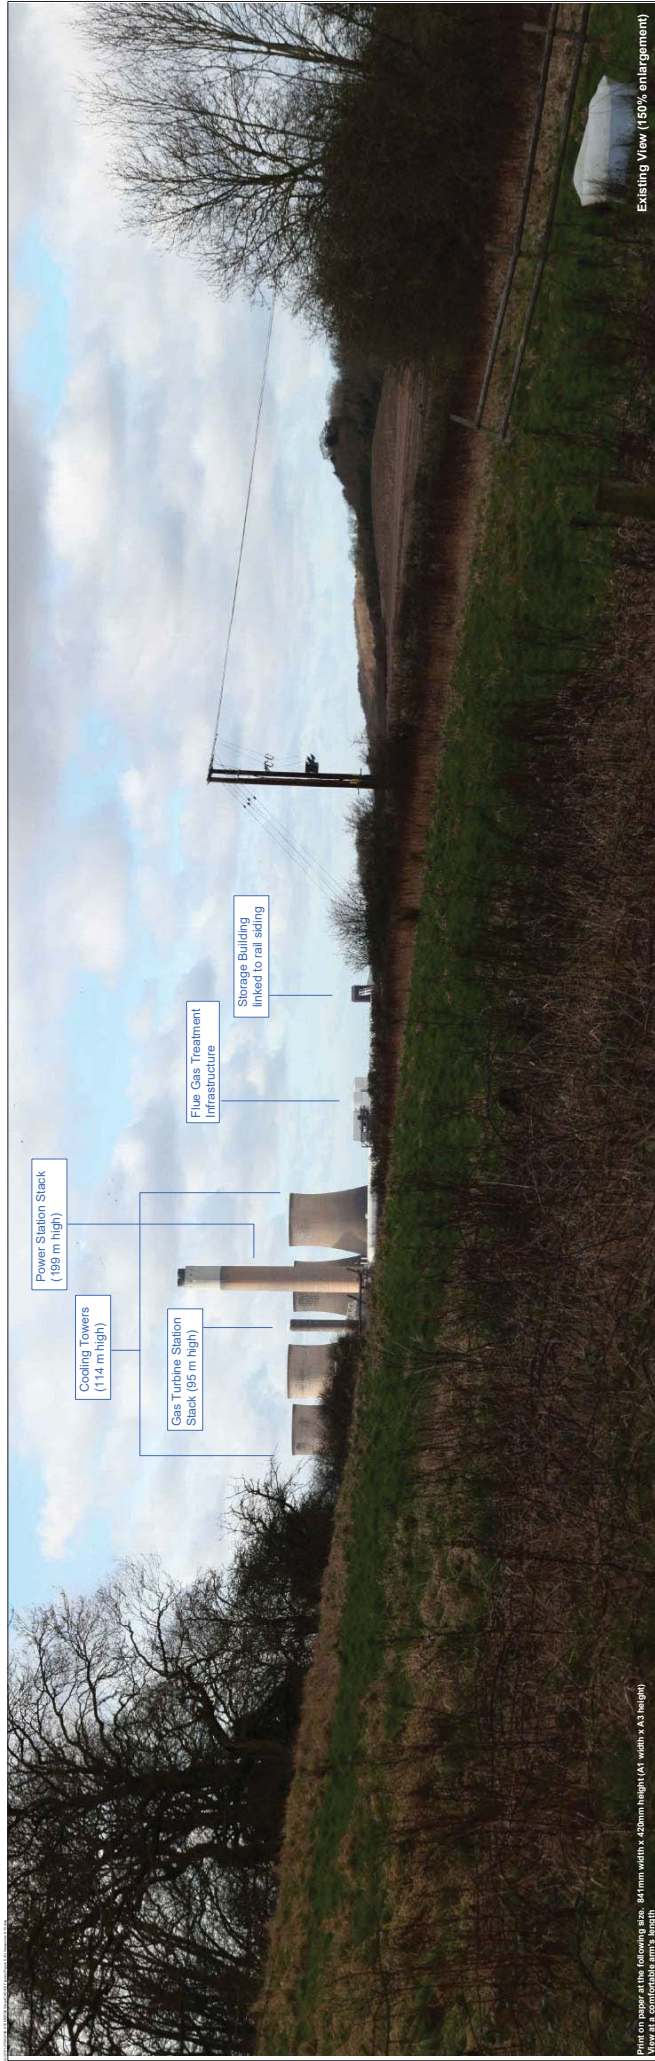 Power Station Stack
(199 m high)
Cooling Towers
(114 m high)
Gas Turbine Station
Stack (95 m high)
Flue Gas Treatment
Infrastructure
Storage Building
linked to rail siding
Print on paper at the following size. 841mm width x 420mm height (A1 width x A3 height)
View at a comfortable arm's length
Existing View (150% enlargement)